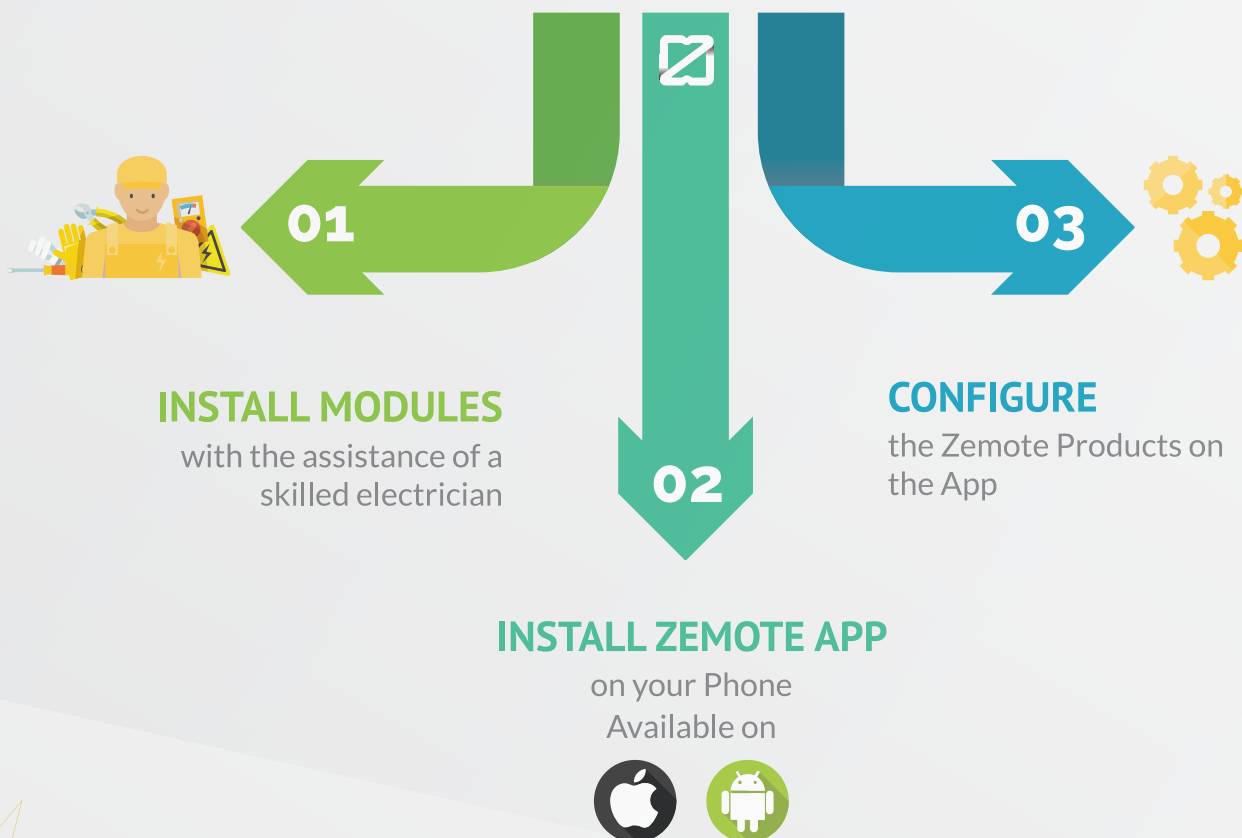 01
INSTALL MODULES
with the assistance of a
skilled electrician
02
INSTALL ZEMOTE APP
on your Phone
Available on
03
CONFIGURE
the Zemote Products on
the App